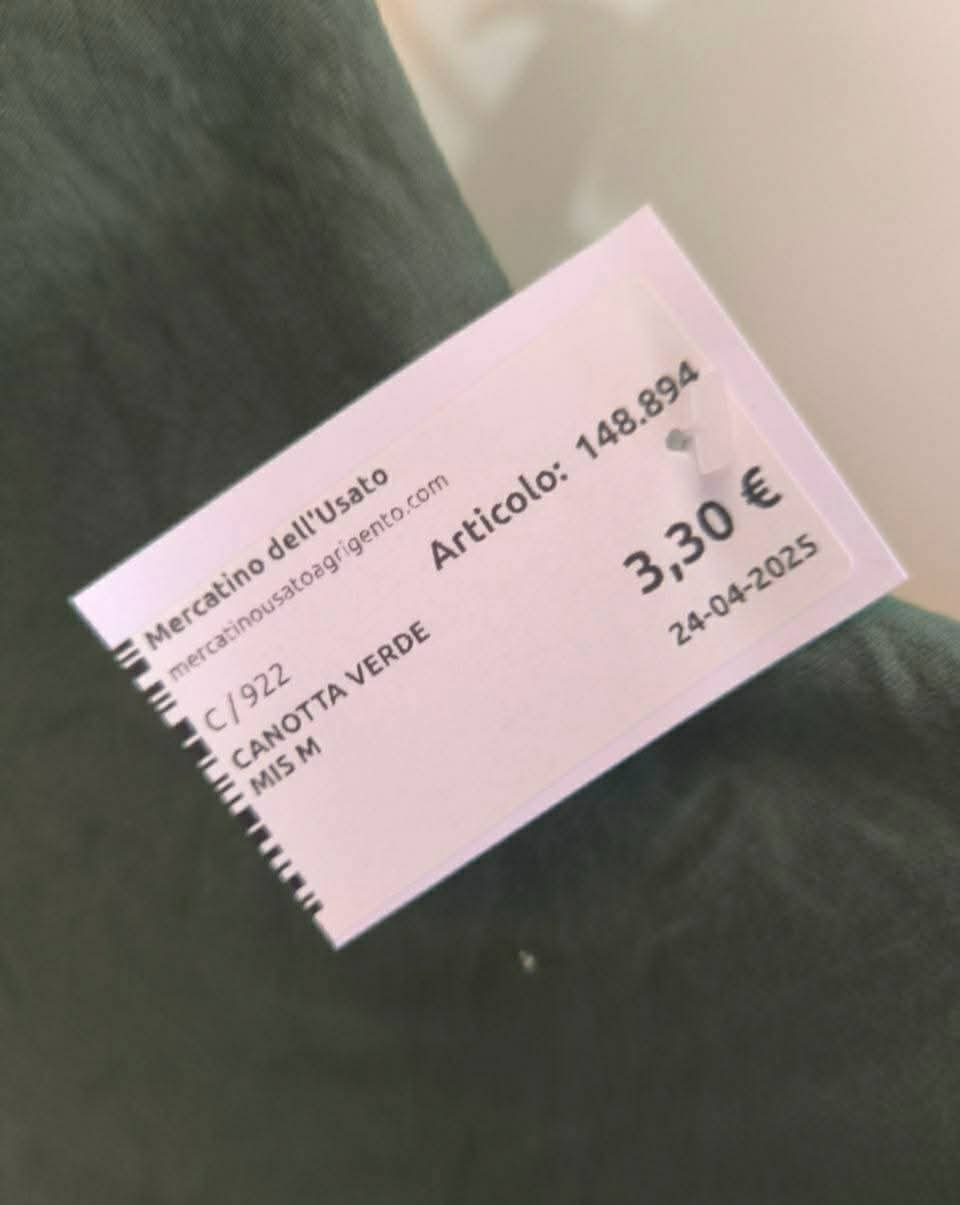 Mercatino dell'Usato
mercatinousatoagrigento.com
Articolo: 148.894
C/922
3,30 €
CANOTTA VERDE
24-04-2025
MIS M